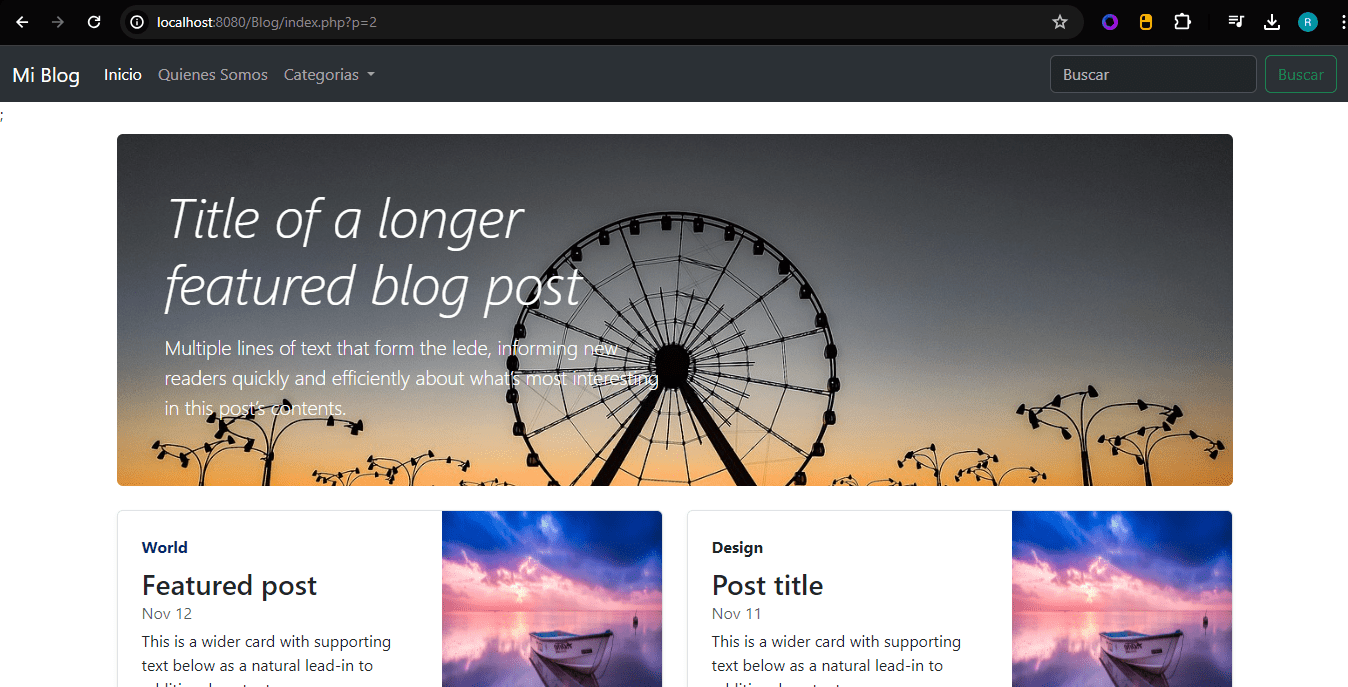 localhost:8080/Blog/index.php?p=2
R
Mi Blog Inicio Quienes Somos Categorias Buscar Buscar
;
Title of a longer
featured blog post
Multiple lines of text that form the lede, informing new
readers quickly and efficiently about what's most interesting
in this post's contents.
World
Featured post
Nov 12
This is a wider card with supporting
text below as a natural lead-in to
Design
Post title
Nov 11
This is a wider card with supporting
text below as a natural lead-in to